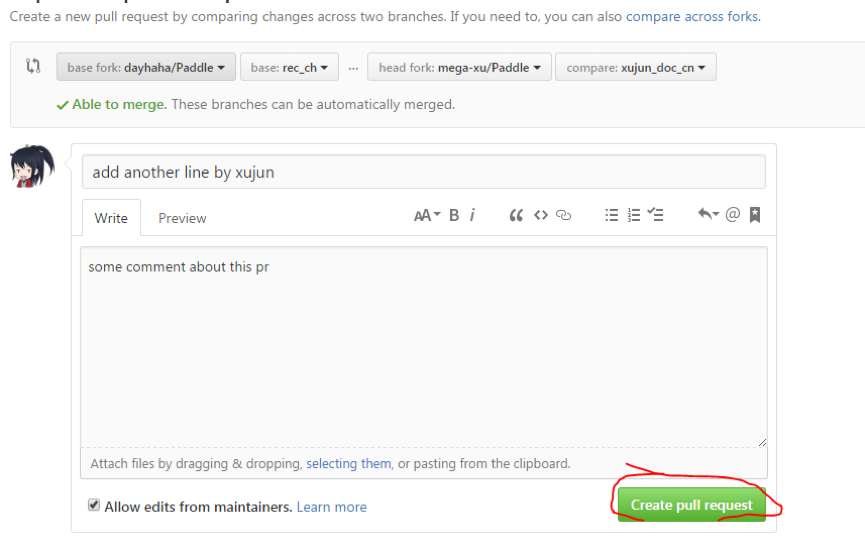 Create a new pull request by comparing changes across two branches. If you need to, you can also compare across forks.
base fork: dayhaha/Paddle base: rec_ch ... head fork: mega-xu/Paddle compare: xujun_doc_cn
Able to merge. These branches can be automatically merged.
add another line by xujun
Write Preview AA B i @
some comment about this pr
Attach files by dragging & dropping, selecting them, or pasting from the clipboard.
Allow edits from maintainers. Learn more Create pull request